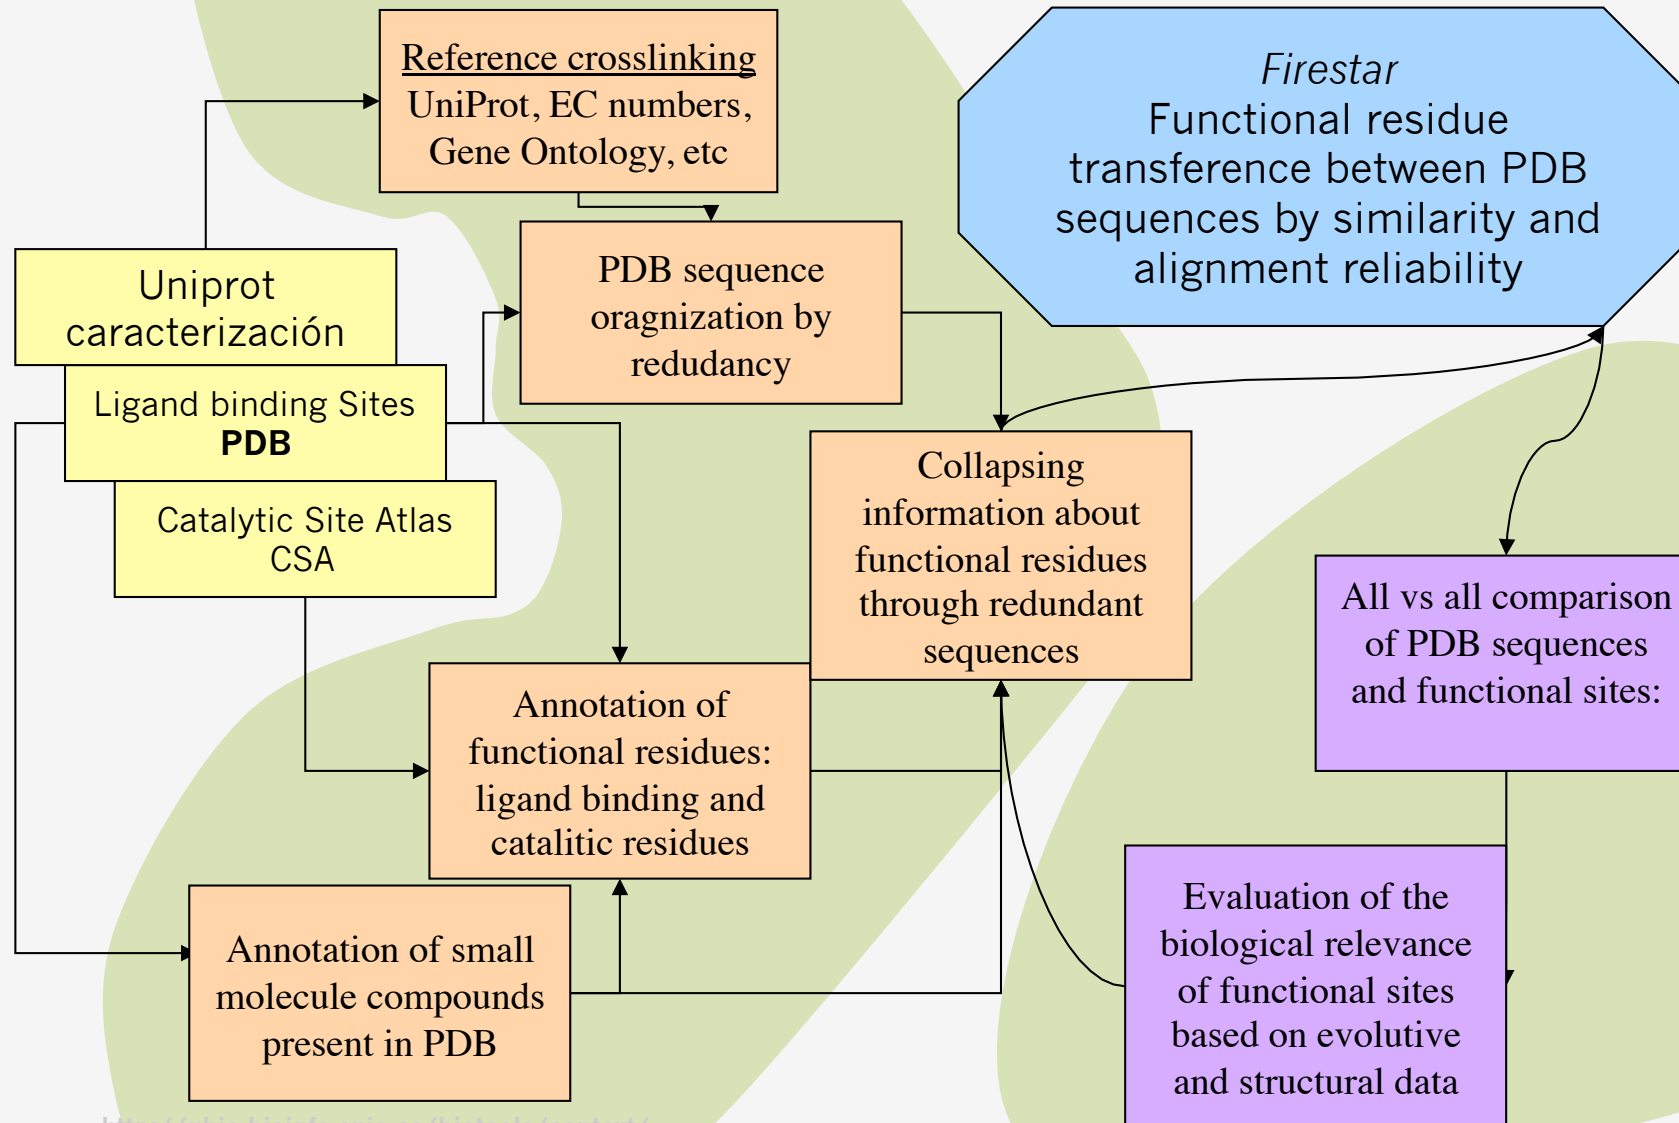 Reference crosslinking
UniProt, EC numbers,
Gene Ontology, etc
Firestar
Functional residue
transference between PDB
sequences by similarity and
alignment reliability
Uniprot
caracterización
PDB sequence
oragnization by
redudancy
Ligand binding Sites
PDB
Catalytic Site Atlas
CSA
Collapsing
information about
functional residues
through redundant
sequences
All vs all comparison
of PDB sequences
and functional sites:
Annotation of
functional residues:
ligand binding and
catalitic residues
Evaluation of the
biological relevance
of functional sites
based on evolutive
and structural data
Annotation of small
molecule compounds
present in PDB